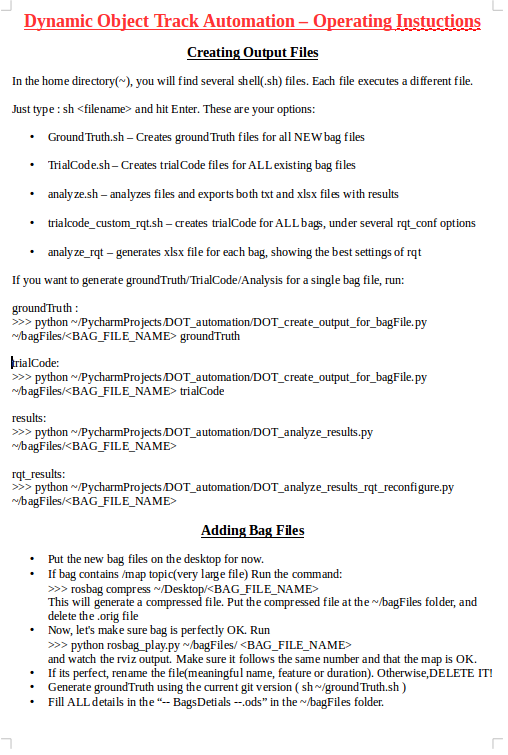 Dynamic Object Track Automation – Operating Instuctions
Creating Output Files
In the home directory(~), you will find several shell(.sh) files. Each file executes a different file.
Just type : sh <filename> and hit Enter. These are your options:
• GroundTruth.sh – Creates groundTruth files for all NEW bag files
• TrialCode.sh – Creates trialCode files for ALL existing bag files
• analyze.sh – analyzes files and exports both txt and xlsx files with results
• trialcode_custom_rqt.sh – creates trialCode for ALL bags, under several rqt_conf options
• analyze_rqt – generates xlsx file for each bag, showing the best settings of rqt
If you want to generate groundTruth/TrialCode/Analysis for a single bag file, run:
groundTruth :
>>> python ~/PycharmProjects/DOT_automation/DOT_create_output_for_bagFile.py
~/bagFiles/<BAG_FILE_NAME> groundTruth
trialCode:
>>> python ~/PycharmProjects/DOT_automation/DOT_create_output_for_bagFile.py
~/bagFiles/<BAG_FILE_NAME> trialCode
results:
>>> python ~/PycharmProjects/DOT_automation/DOT_analyze_results.py
~/bagFiles/<BAG_FILE_NAME>
rqt_results:
>>> python ~/PycharmProjects/DOT_automation/DOT_analyze_results_rqt_reconfigure.py
~/bagFiles/<BAG_FILE_NAME>
Adding Bag Files
• Put the new bag files on the desktop for now.
• If bag contains /map topic(very large file) Run the command:
>>> rosbag compress ~/Desktop/<BAG_FILE_NAME>
This will generate a compressed file. Put the compressed file at the ~/bagFiles folder, and
delete the .orig file
• Now, let's make sure bag is perfectly OK. Run
>>> python rosbag_play.py ~/bagFiles/ <BAG_FILE_NAME>
and watch the rviz output. Make sure it follows the same number and that the map is OK.
• If its perfect, rename the file(meaningful name, feature or duration). Otherwise,DELETE IT!
• Generate groundTruth using the current git version ( sh ~/groundTruth.sh )
• Fill ALL details in the “-- BagsDetials --.ods” in the ~/bagFiles folder.